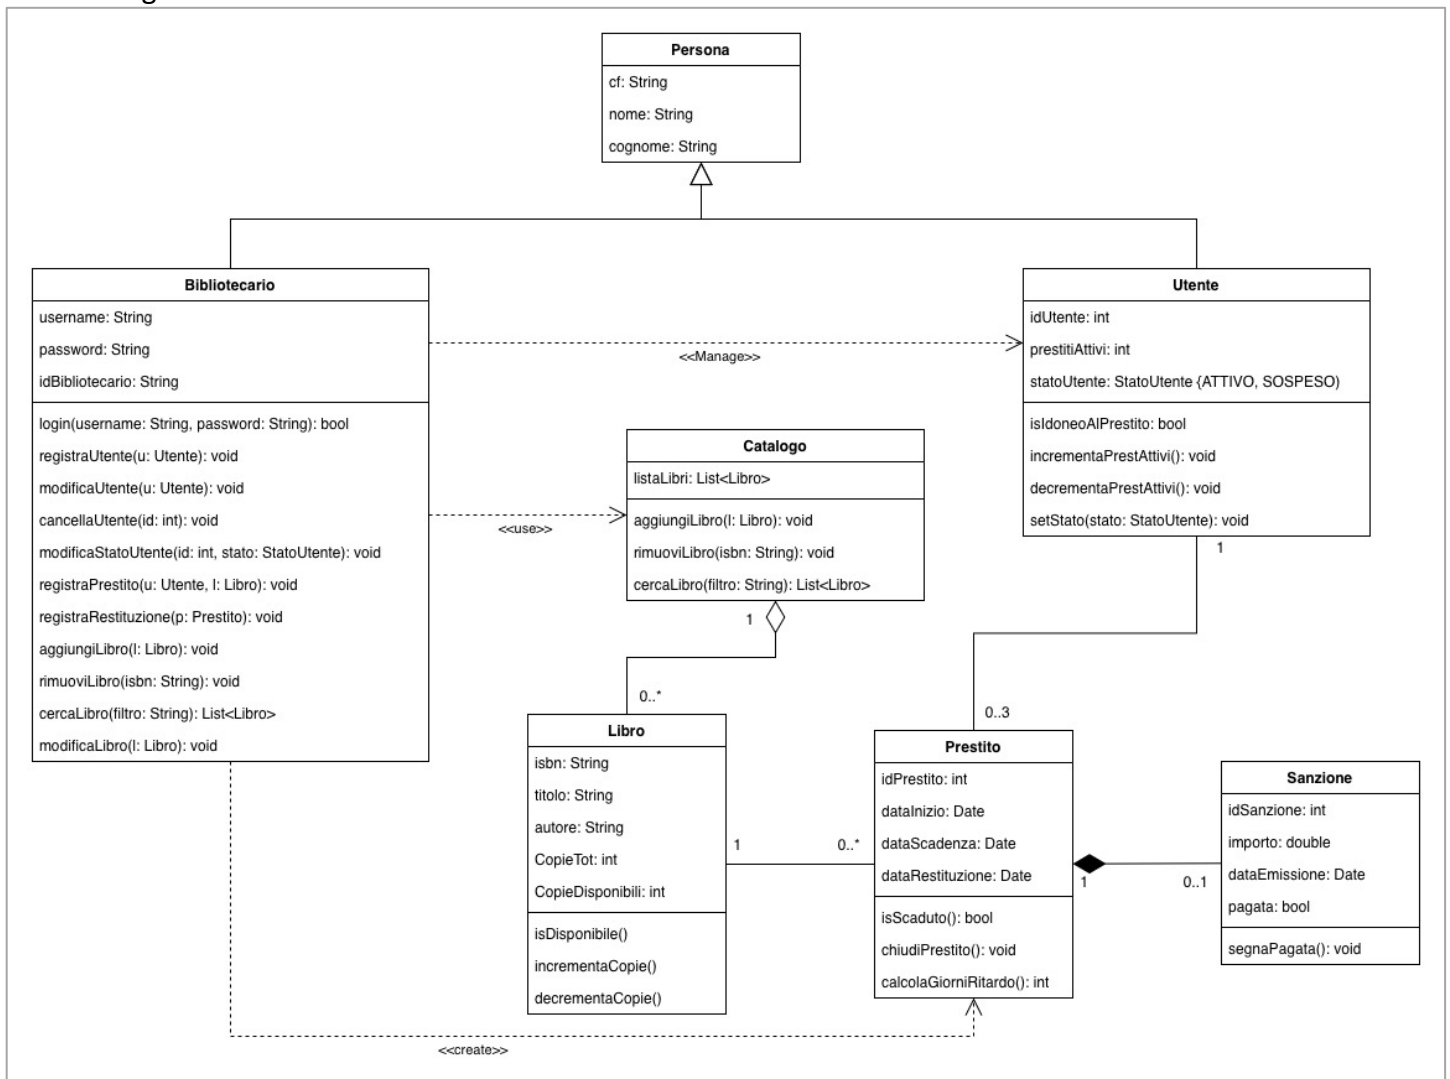 Persona
cf: String
nome: String
cognome: String
Bibliotecario
username: String
password: String
idBibliotecario: String
login(username: String, password: String): bool
registraUtente(u: Utente): void
modificaUtente(u: Utente): void
cancellaUtente(id: int): void
modificaStatoUtente(id: int, stato: StatoUtente): void
registraPrestito(u: Utente, l: Libro): void
registraRestituzione(p: Prestito): void
aggiungiLibro(l: Libro): void
rimuoviLibro(isbn: String): void
cercaLibro(filtro: String): List<Libro>
modificaLibro(l: Libro): void
<<Manage>>
<<use>>
Utente
idUtente: int
prestitiAttivi: int
statoUtente: StatoUtente {ATTIVO, SOSPESO)
isIdoneoAlPrestito: bool
incrementaPrestAttivi(): void
decrementaPrestAttivi(): void
setStato(stato: StatoUtente): void
1
Catalogo
listaLibri: List<Libro>
aggiungiLibro(l: Libro): void
rimuoviLibro(isbn: String): void
cercaLibro(filtro: String): List<Libro>
1
0..*
0..3
Libro
isbn: String
titolo: String
autore: String
CopieTot: int
CopieDisponibili: int
isDisponibile()
incrementaCopie()
decrementaCopie()
1
0..*
Prestito
idPrestito: int
dataInizio: Date
dataScadenza: Date
dataRestituzione: Date
isScaduto(): bool
chiudiPrestito(): void
calcolaGiorniRitardo(): int
1
0..1
Sanzione
idSanzione: int
importo: double
dataEmissione: Date
pagata: bool
segnaPagata(): void
<<create>>